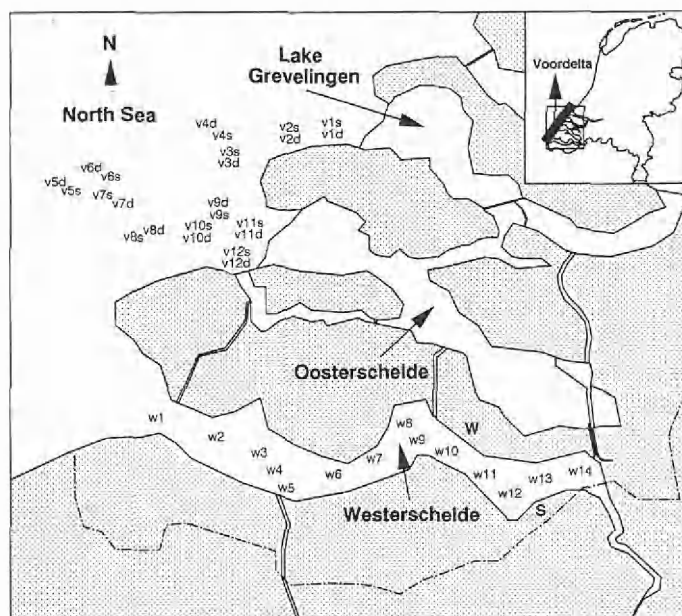 N
North Sea
Lake
Grevelingen
Voordelta
v4d
v4s
v3s
v3d
v2s
v2d
v1s
v1d
v6d
v6s
v5d
v5s
v7s
v7d
v8d
v8s
v9d
v9s
v10s
v10d
v11s
v11d
v12s
v12d
Oosterschelde
w1
w2
w3
w4
w5
w6
w7
w8
w9
w10
W
w11
w12
w13
w14
S
Westerschelde